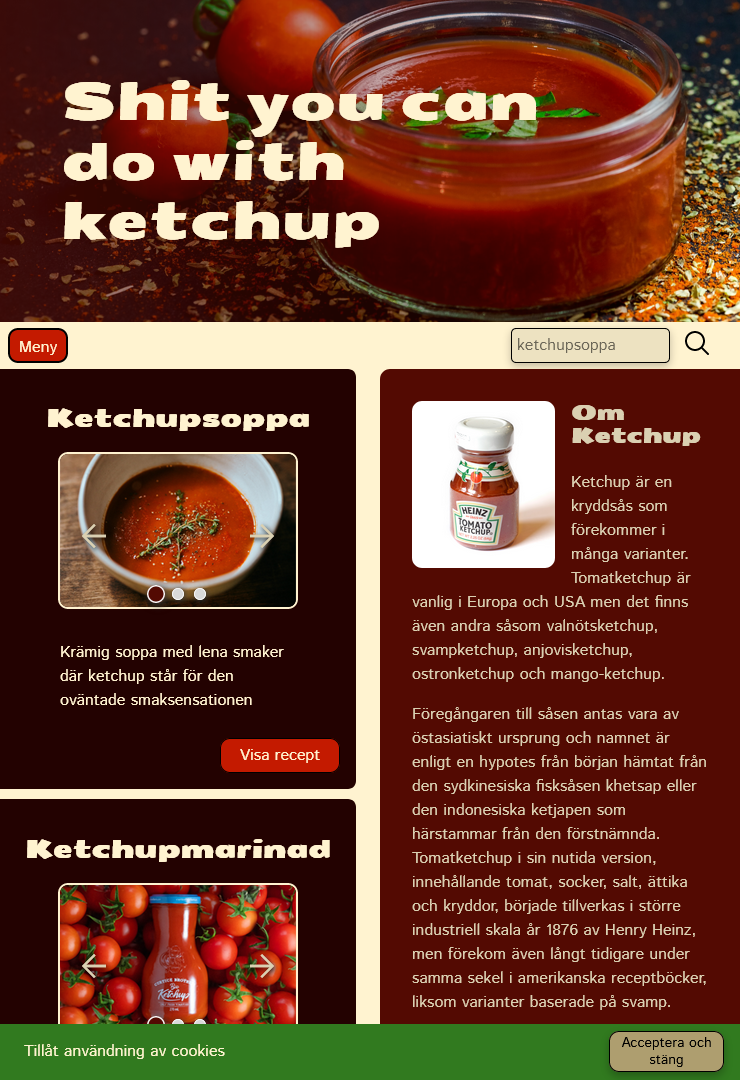 Shit you can
do with
ketchup
Meny
ketchupsoppa
Ketchupsoppa
Krämig soppa med lena smaker
där ketchup står för den
oväntade smaksensationen
Visa recept
Ketchupmarinad
Ketchup
Om
Ketchup
HEINZ
TOMATO
KETCHUP
Ketchup är en
kryddsås som
förekommer i
många varianter.
Tomatketchup är
vanlig i Europa och USA men det finns
även andra såsom valnötsketchup,
svampketchup, anjovisketchup,
ostronketchup och mango-ketchup.
Föregångaren till såsen antas vara av
östasiatiskt ursprung och namnet är
enligt en hypotes från början hämtat från
den sydkinesiska fisksåsen khetsap eller
den indonesiska ketjapen som
härstammar från den förstnämnda.
Tomatketchup i sin nutida version,
innehållande tomat, socker, salt, ättika
och kryddor, började tillverkas i större
industriell skala år 1876 av Henry Heinz,
men förekom även långt tidigare under
samma sekel i amerikanska receptböcker,
liksom varianter baserade på svamp.
Tillåt användning av cookies
Acceptera och
stäng